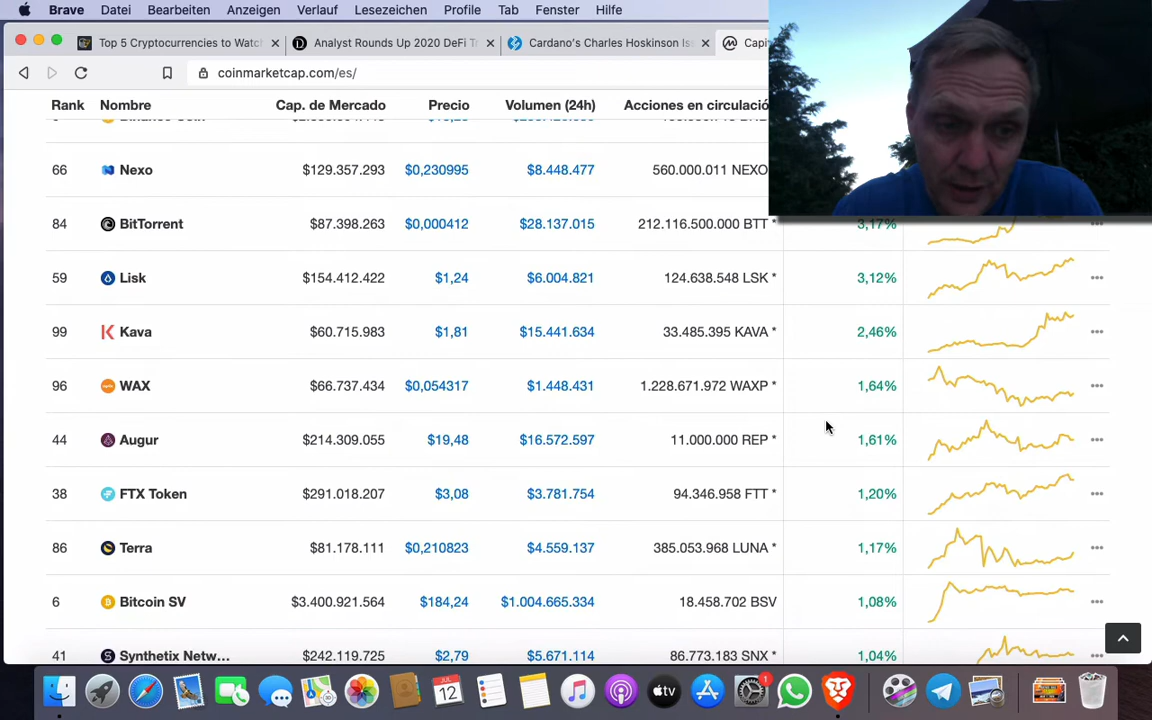 Brave Datei Bearbeiten Anzeigen Verlauf Lesezeichen Profile Tab Fenster Hilfe
Top 5 Cryptocurrencies to Watch Analyst Rounds Up 2020 DeFi T Cardano's Charles Hoskinson Is Capi
coinmarketcap.com/es/
Rank Nombre Cap. de Mercado Precio Volumen (24h) Acciones en circulació
66 Nexo $129.357.293 $0,230995 $8.448.477 560.000.011 NEXO
84 BitTorrent $87.398.263 $0,000412 $28.137.015 212.116.500.000 BTT * 3,17%
59 Lisk $154.412.422 $1,24 $6.004.821 124.638.548 LSK * 3,12%
99 Kava $60.715.983 $1,81 $15.441.634 33.485.395 KAVA * 2,46%
96 WAX $66.737.434 $0,054317 $1.448.431 1.228.671.972 WAXP * 1,64%
44 Augur $214.309.055 $19,48 $16.572.597 11.000.000 REP * 1,61%
38 FTX Token $291.018.207 $3,08 $3.781.754 94.346.958 FTT * 1,20%
86 Terra $81.178.111 $0,210823 $4.559.137 385.053.968 LUNA * 1,17%
6 Bitcoin SV $3.400.921.564 $184,24 $1.004.665.334 18.458.702 BSV 1,08%
41 Synthetix Netw... $242.119.725 $2,79 $5.671.114 86.773.183 SNX * 1,04%
JUL
12
tv
1